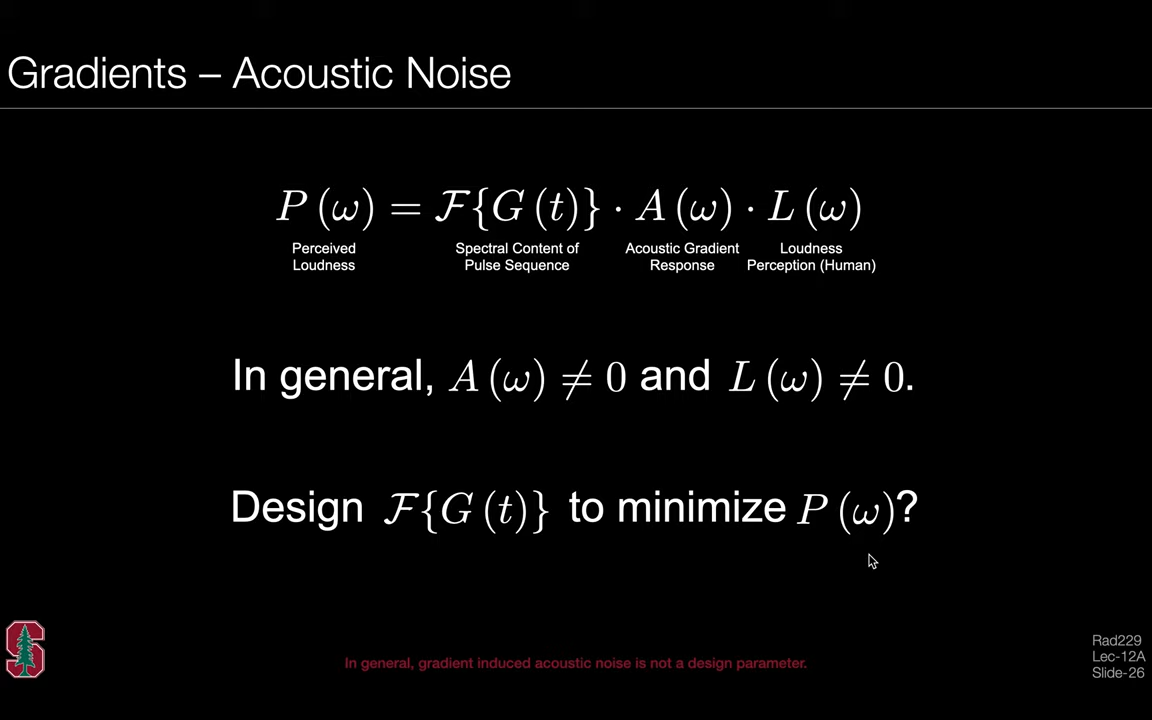 Gradients – Acoustic Noise
P(ω) = ℱ{G(t)} · A(ω) · L(ω)
Perceived Loudness
Spectral Content of Pulse Sequence
Acoustic Gradient Response
Loudness Perception (Human)
In general, A(ω) ≠ 0 and L(ω) ≠ 0.
Design ℱ{G(t)} to minimize P(ω)?
S
In general, gradient induced acoustic noise is not a design parameter.
Rad229
Lec-12A
Slide-26